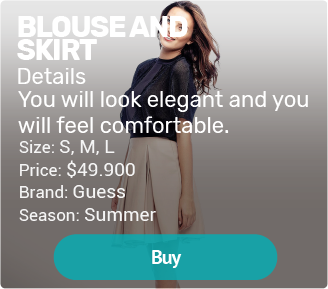 BLOUSE AND
SKIRT
Details
You will look elegant and you
will feel comfortable.
Size: S, M, L
Price: $49.900
Brand: Guess
Season: Summer
Buy